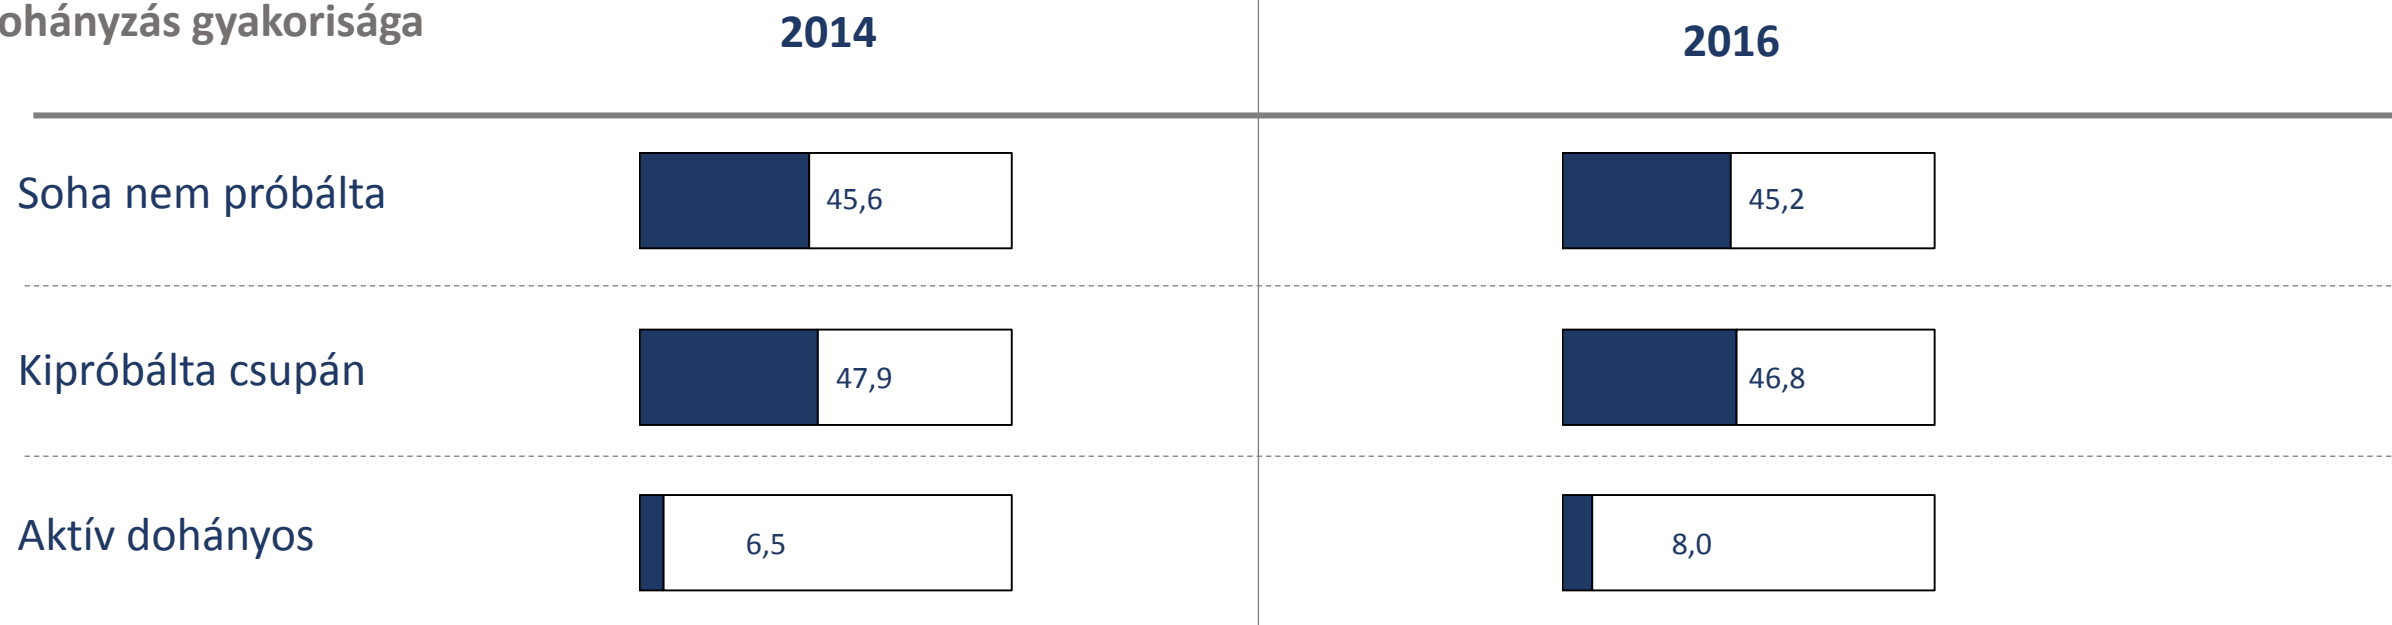 ohányzás gyakorisága
2014
2016
Soha nem próbálta
45,6
45,2
Kipróbálta csupán
47,9
46,8
Aktív dohányos
6,5
8,0